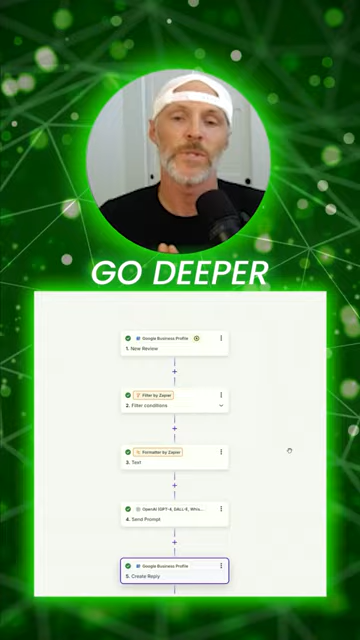 GO DEEPER
Google Business Profile
1. New Review
Filter by Zapier
2. Filter conditions
Formatter by Zapier
3. Text
OpenAI (GPT-4, DALL-E, Whis...
4. Send Prompt
Google Business Profile
5. Create Reply